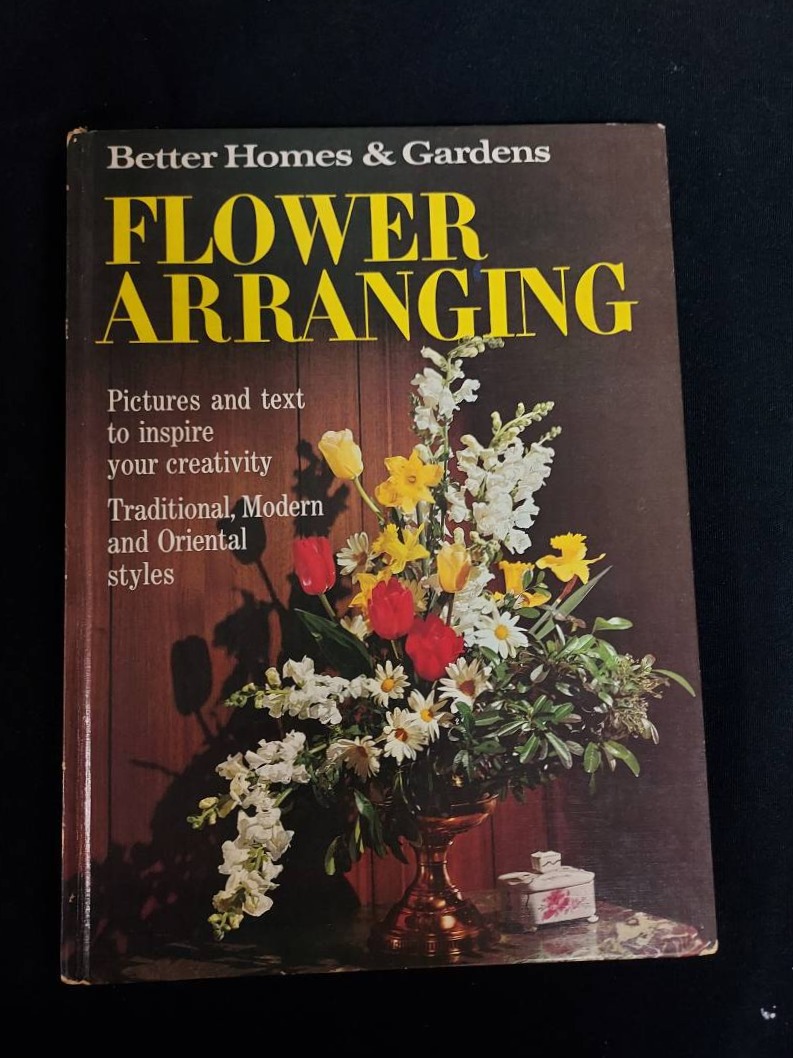 Better Homes & Gardens
FLOWER
ARRANGING
Pictures and text
to inspire
your creativity
Traditional, Modern
and Oriental
styles